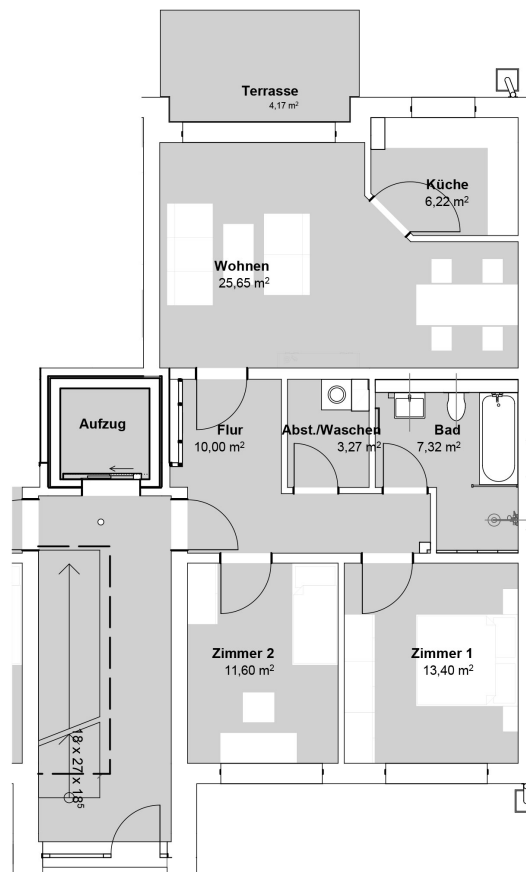 Terrasse
4,17 m²
Küche
6,22 m²
Wohnen
25,65 m²
Aufzug
Flur
10,00 m²
Abst./Waschen
3,27 m²
Bad
7,32 m²
Zimmer 2
11,60 m²
Zimmer 1
13,40 m²
18 x 27 x 18⁵